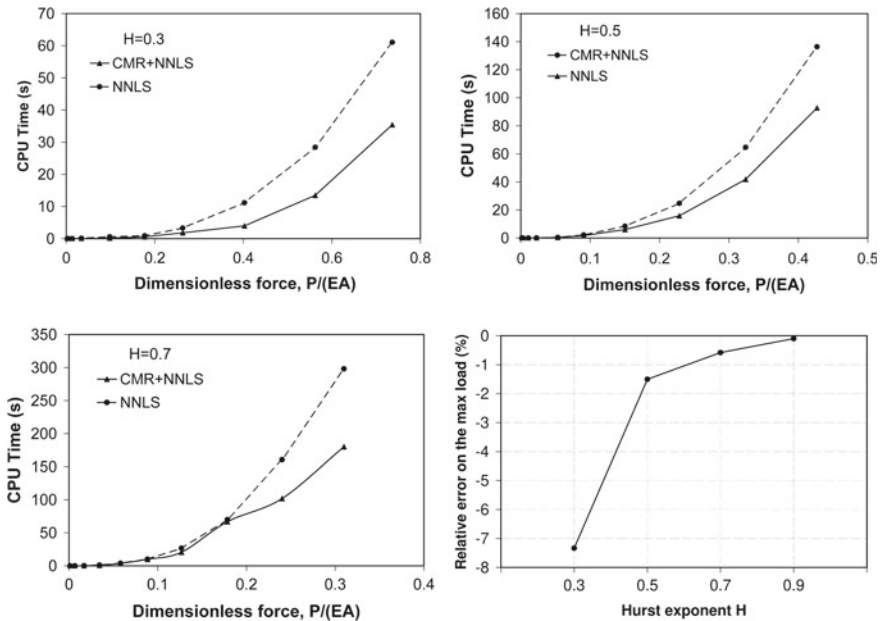 H=0.3
CMR+NNLS
NNLS
CPU Time (s)
70
60
50
40
30
20
10
0
0 0.2 0.4 0.6 0.8
Dimensionless force, P/(EA)
H=0.5
CMR+NNLS
NNLS
CPU Time (s)
160
140
120
100
80
60
40
20
0
0 0.1 0.2 0.3 0.4 0.5
Dimensionless force, P/(EA)
H=0.7
CMR+NNLS
NNLS
CPU Time (s)
350
300
250
200
150
100
50
0
0 0.1 0.2 0.3 0.4
Dimensionless force, P/(EA)
Relative error on the max load (%)
0
-1
-2
-3
-4
-5
-6
-7
-8
0.3 0.5 0.7 0.9
Hurst exponent H